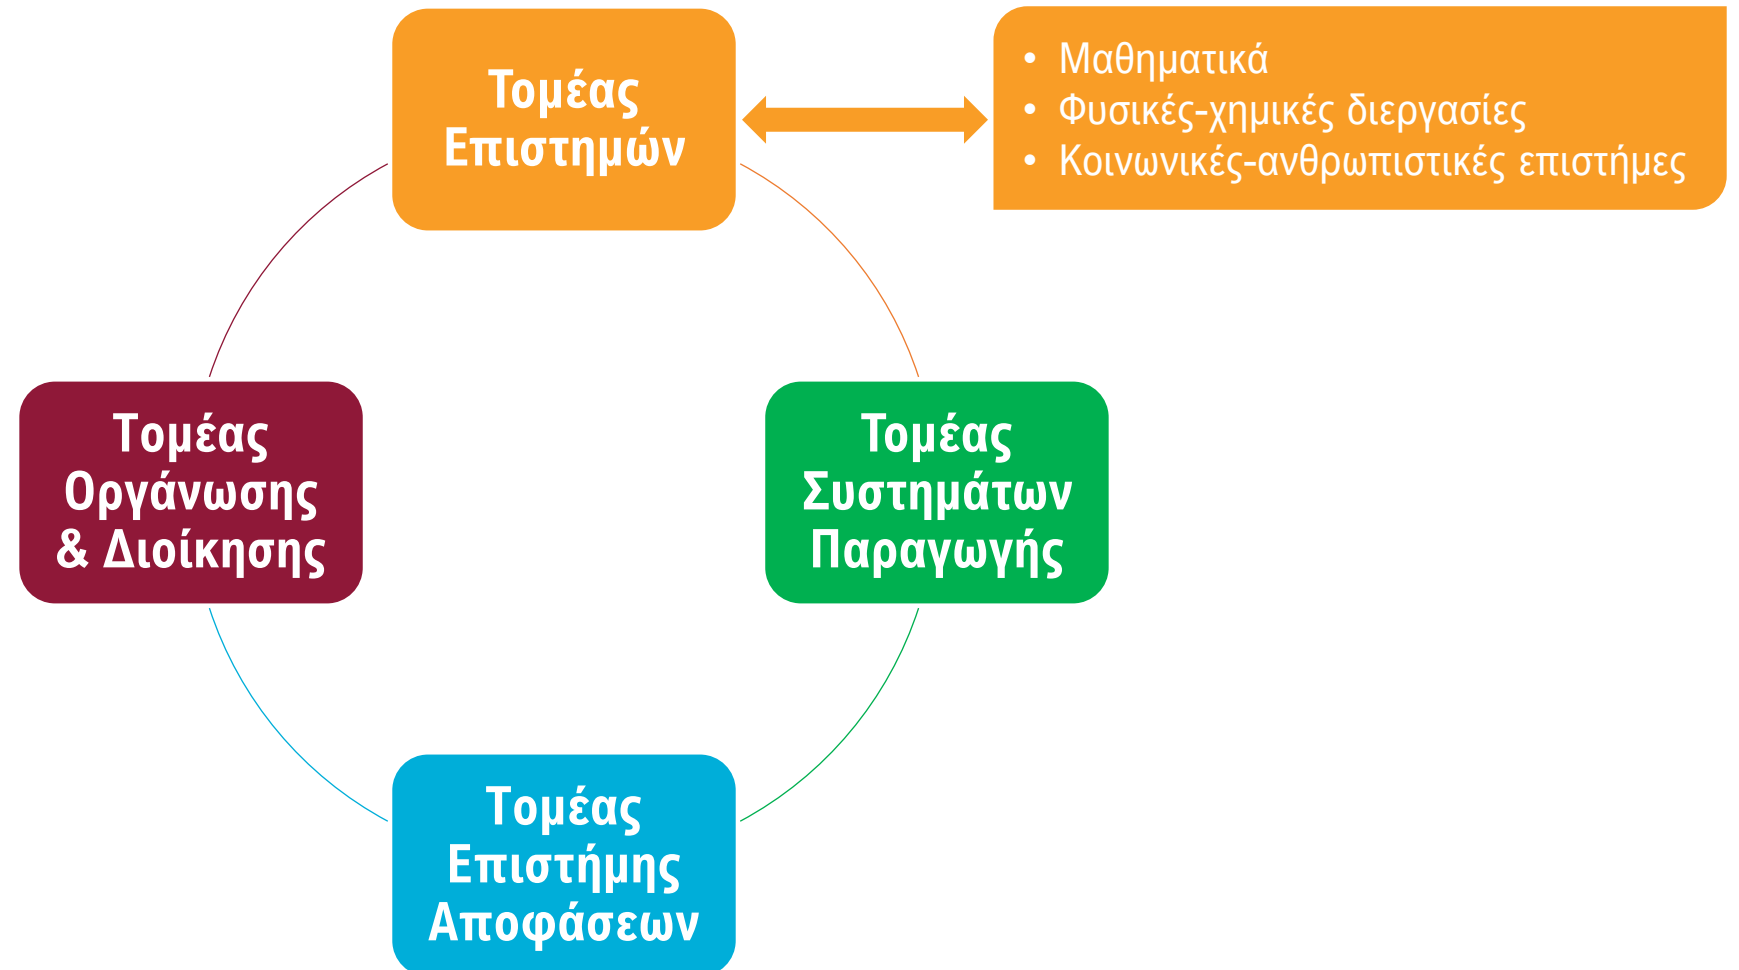 Τομέας
Επιστημών
• Μαθηματικά
• Φυσικές-χημικές διεργασίες
• Κοινωνικές-ανθρωπιστικές επιστήμες
Τομέας
Οργάνωσης
& Διοίκησης
Τομέας
Συστημάτων
Παραγωγής
Τομέας
Επιστήμης
Αποφάσεων